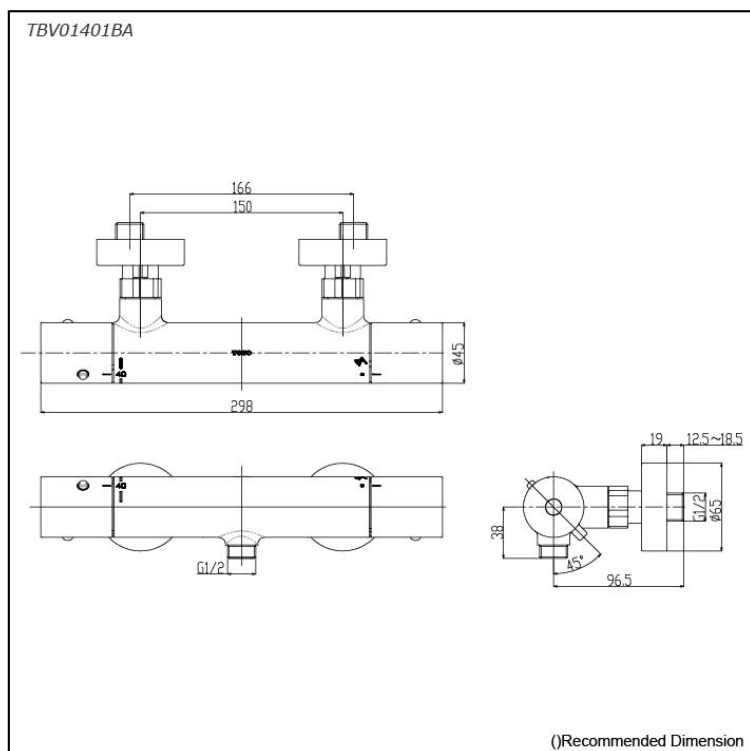 TBV01401BA
166
150
TOTO
40
ø45
298
40
G1/2
19
12.5~18.5
G1/2
ø65
38
45°
96.5
()Recommended Dimension